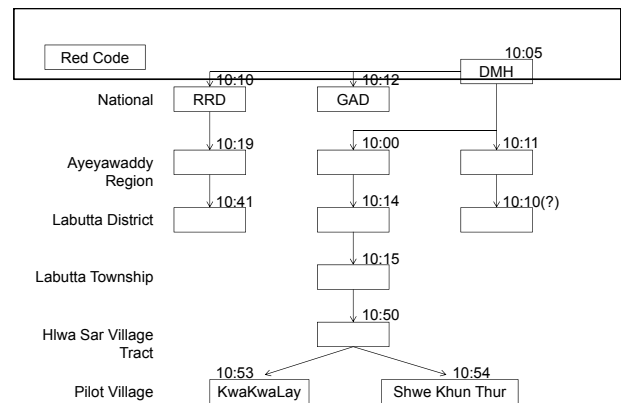 10:05
Red Code
DMH
10:10 10:12
National RRD GAD
10:19 10:00 10:11
Ayeyawaddy
Region
10:41 10:14 10:10(?)
Labutta District
10:15
Labutta Township
10:50
Hlwa Sar Village
Tract
10:53 10:54
Pilot Village KwaKwaLay Shwe Khun Thur